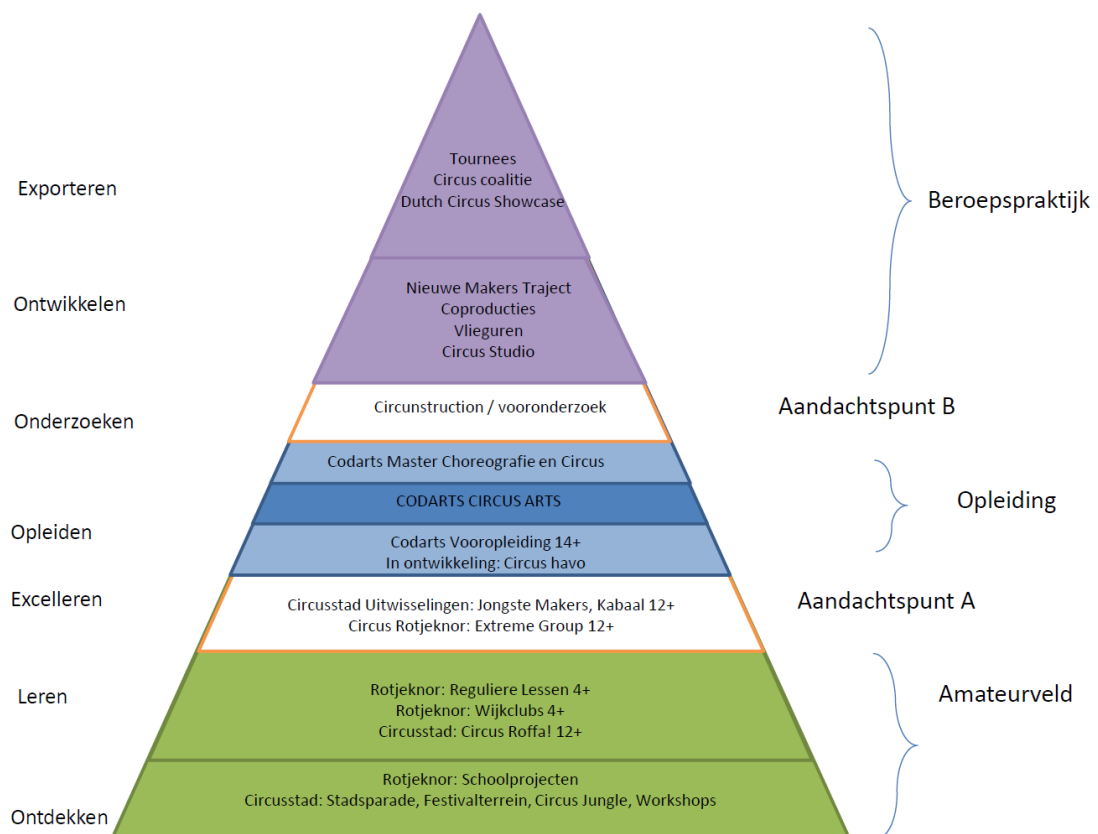 Tournees
Circus coalitie
Dutch Circus Showcase
Exporteren
Beroepspraktijk
Nieuwe Makers Traject
Coproducties
Vlieguren
Circus Studio
Ontwikkelen
Circunstruction / vooronderzoek
Onderzoeken
Aandachtspunt B
Codarts Master Choreografie en Circus
CODARTS CIRCUS ARTS
Opleiding
Codarts Vooropleiding 14+
In ontwikkeling: Circus havo
Opleiden
Excelleren
Circusstad Uitwisselingen: Jongste Makers, Kabaal 12+
Circus Rotjeknor: Extreme Group 12+
Aandachtspunt A
Leren
Rotjeknor: Reguliere Lessen 4+
Rotjeknor: Wijkclubs 4+
Circusstad: Circus Roffa! 12+
Amateurveld
Rotjeknor: Schoolprojecten
Circusstad: Stadsparade, Festivalterrein, Circus Jungle, Workshops
Ontdekken